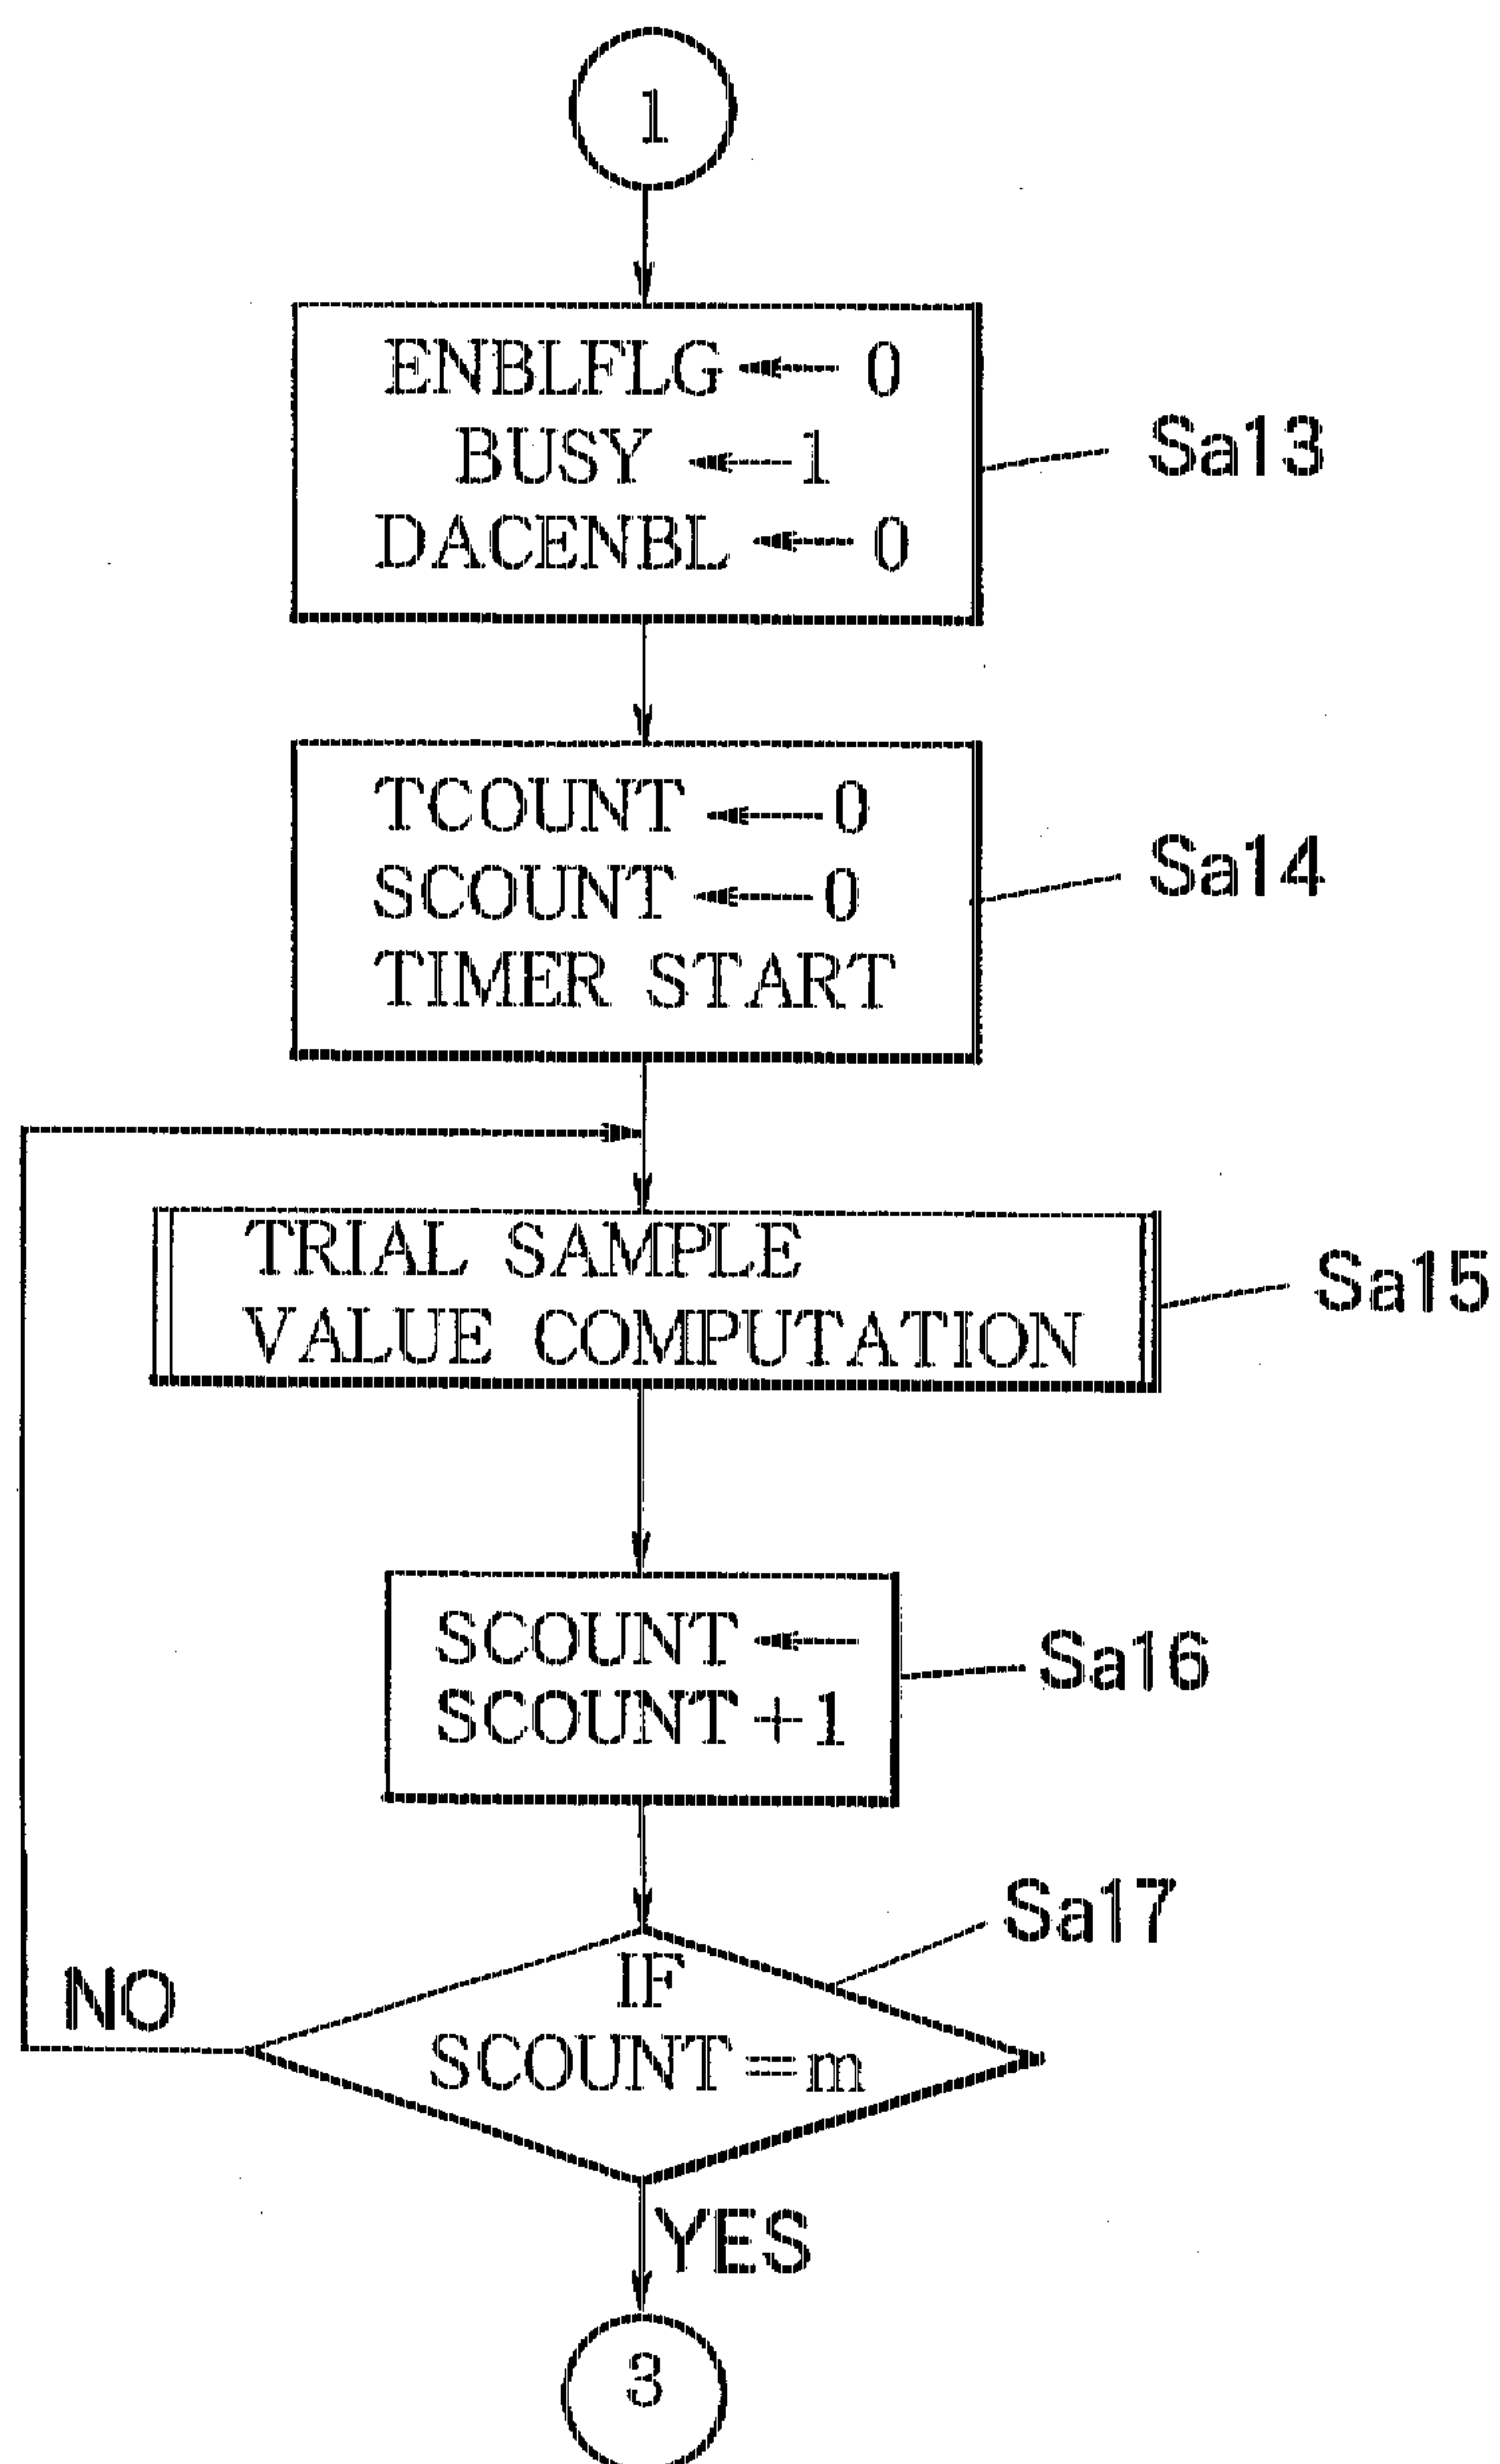 1
ENBLFLG ← 0
BUSY ← 1
Sa13
DACENBL ← 0
TCOUNT ← 0
Sa14
SCOUNT ← 0
TIMER START
TRIAL SAMPLE
Sa15
VALUE COMPUTATION
SCOUNT ←
Sa16
SCOUNT+1
Sa17
IF
NO
SCOUNT=m
YES
3